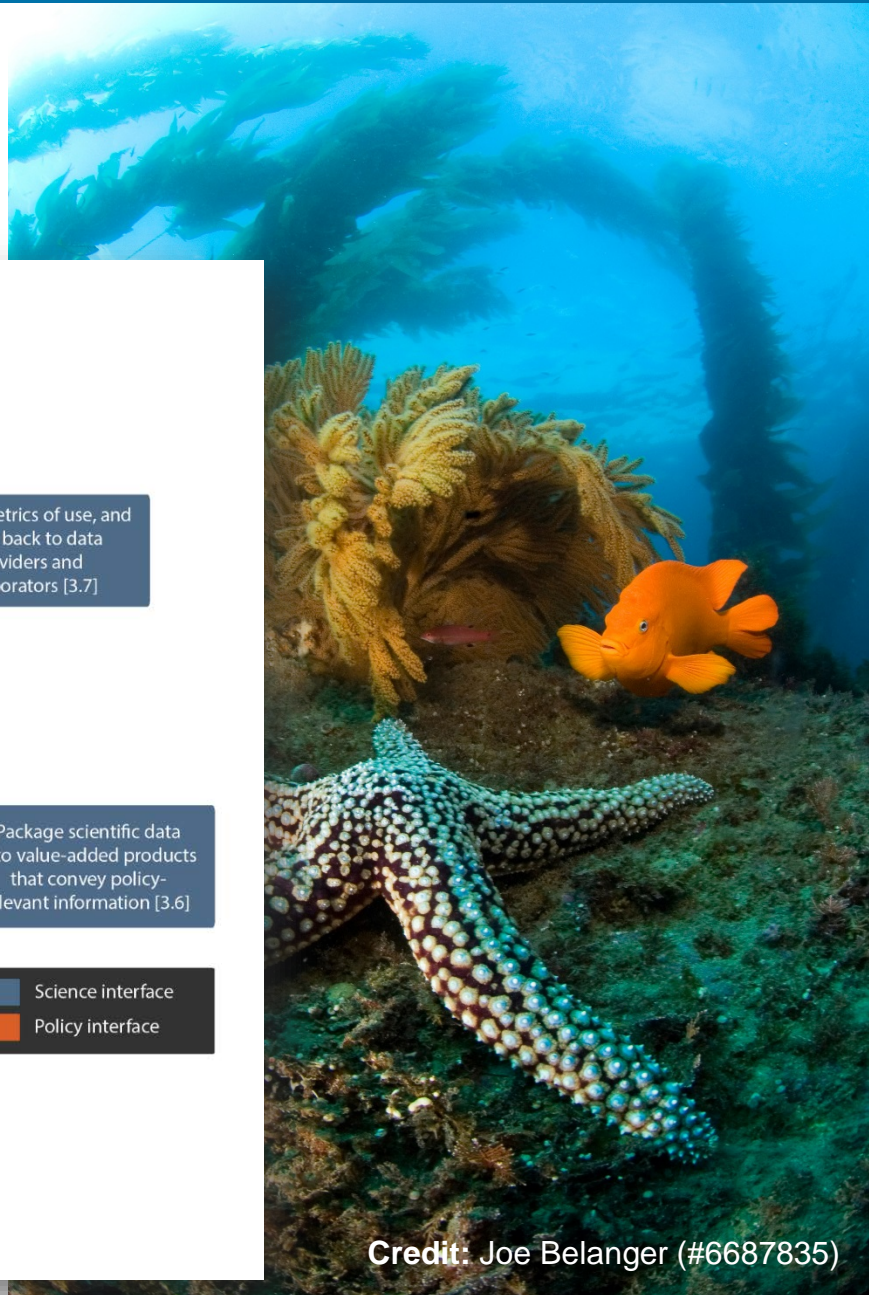 etrics of use, and
back to data
viders and
orators [3.7]
Package scientific data
o value-added products
that convey policy-
levant information [3.6]
Science interface
Policy interface
Credit: Joe Belanger (#6687835)